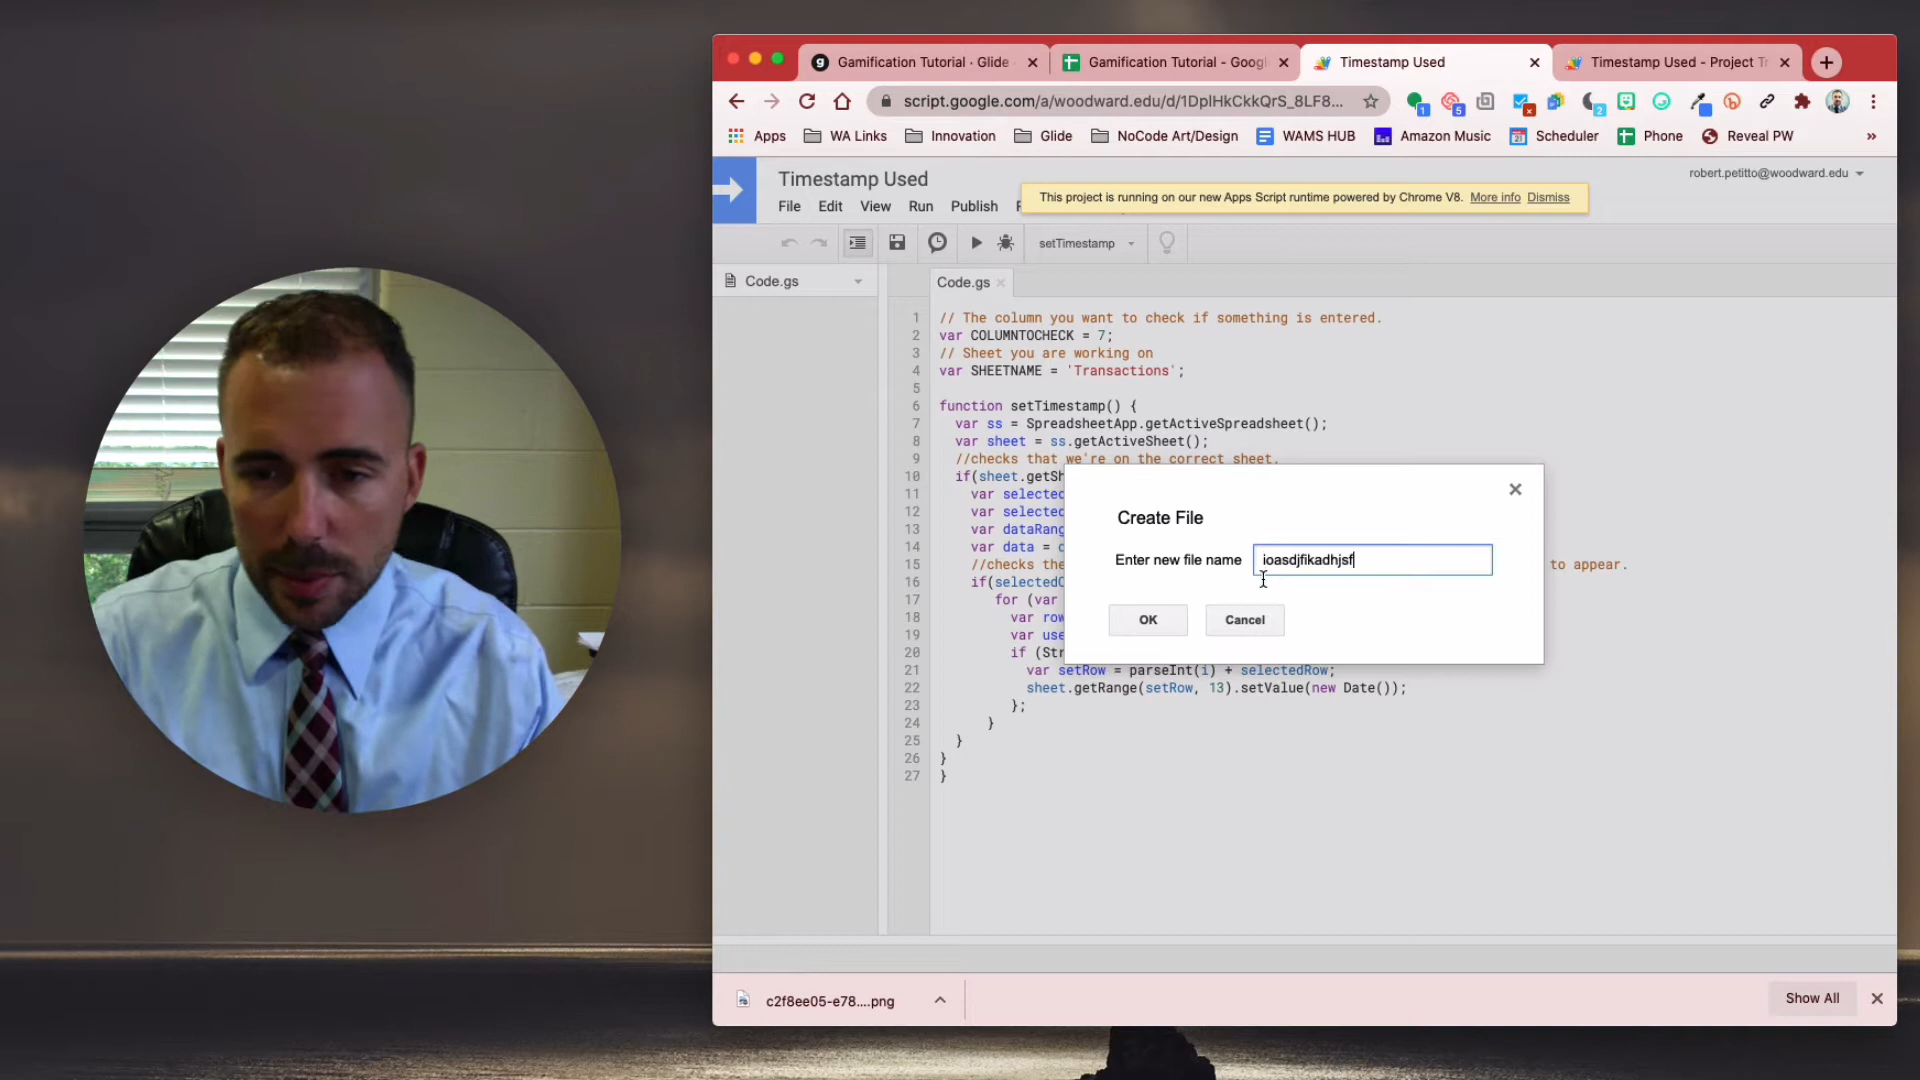 Gamification Tutorial · Glide
Gamification Tutorial - Googl
Timestamp Used
Timestamp Used - Project Tr
script.google.com/a/woodward.edu/d/1DplHkCkkQrS_8LF8...
1
5
2
Apps
WA Links
Innovation
Glide
NoCode Art/Design
WAMS HUB
Amazon Music
Scheduler
Phone
Reveal PW
»
Timestamp Used
robert.petitto@woodward.edu
This project is running on our new Apps Script runtime powered by Chrome V8. More info Dismiss
File Edit View Run Publish
setTimestamp
Code.gs
Code.gs
1 // The column you want to check if something is entered.
2 var COLUMNTOCHECK = 7;
3 // Sheet you are working on
4 var SHEETNAME = 'Transactions';
5
6 function setTimestamp() {
7 var ss = SpreadsheetApp.getActiveSpreadsheet();
8 var sheet = ss.getActiveSheet();
9 //checks that we're on the correct sheet.
10 if(sheet.getSh
11 var selected
12 var selected
13 var dataRang
14 var data = d
15 //checks the to appear.
16 if(selectedC
17 for (var
18 var row
19 var use
20 if (Str
21 var setRow = parseInt(i) + selectedRow;
22 sheet.getRange(setRow, 13).setValue(new Date());
23 };
24 }
25 }
26 }
27 }
Create File
Enter new file name ioasdjfikadhjsf
OK Cancel
c2f8ee05-e78....png
Show All